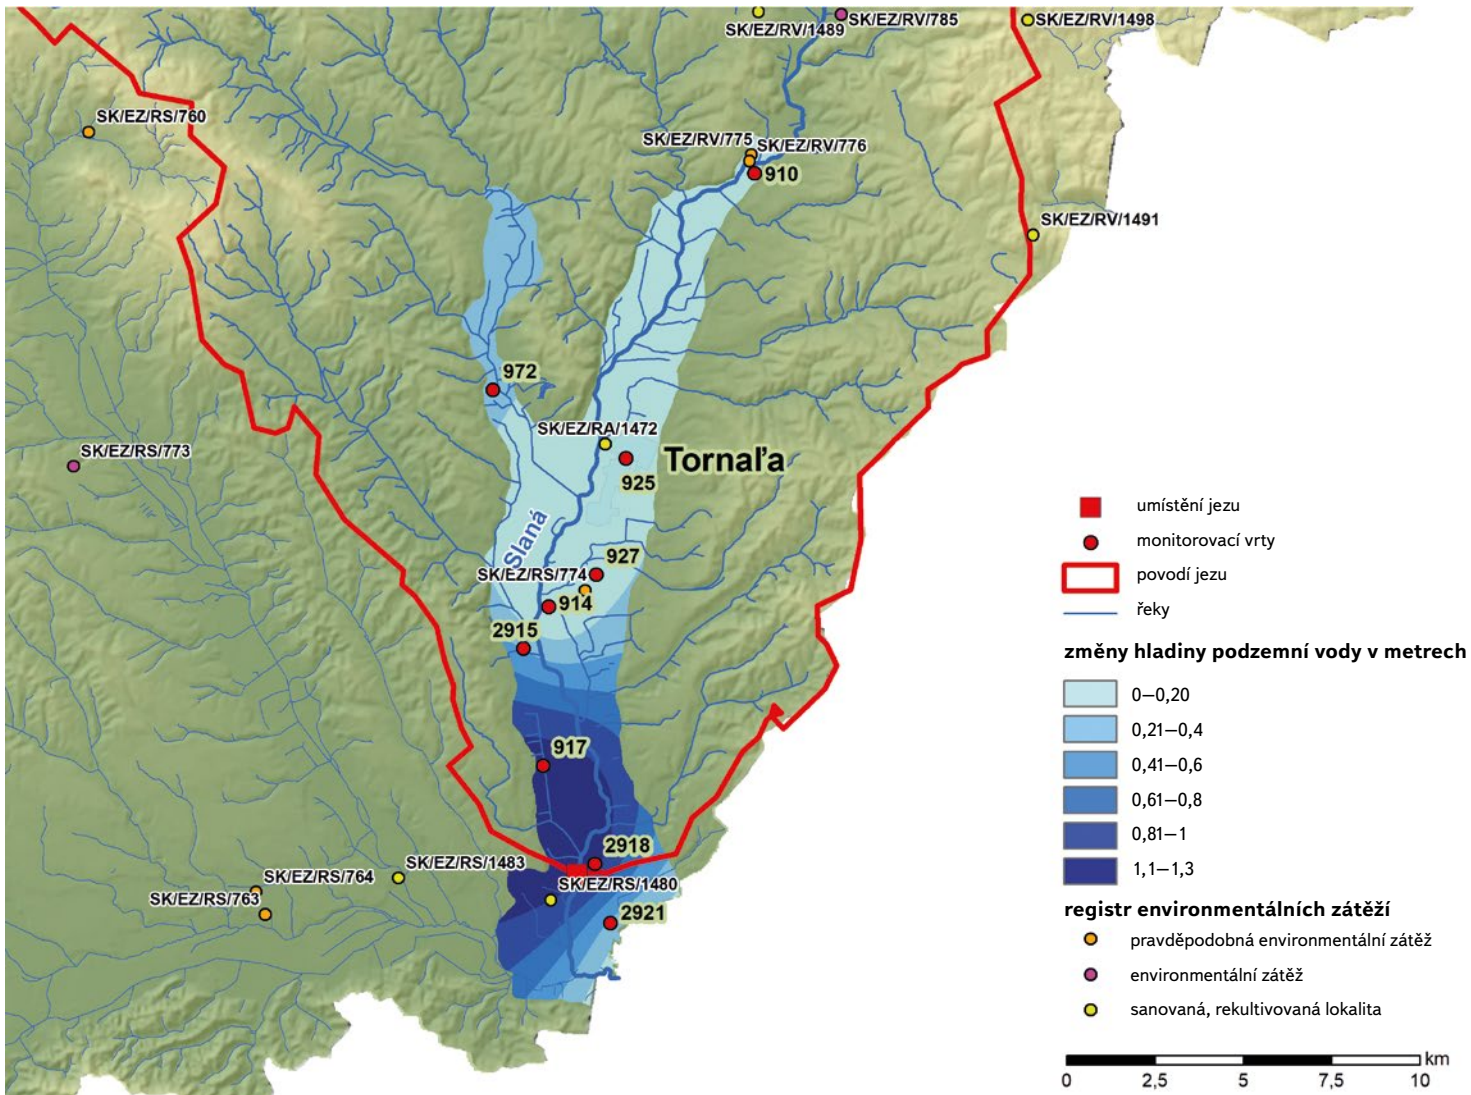 SK/EZ/RV/1489
SK/EZ/RV/785
SK/EZ/RV/1498
SK/EZ/RS/760
SK/EZ/RV/775
SK/EZ/RV/776
910
SK/EZ/RV/1491
972
SK/EZ/RA/1472
SK/EZ/RS/773
Tornaľa
925
Slaná
927
SK/EZ/RS/774
914
2915
917
2918
SK/EZ/RS/1483
SK/EZ/RS/764
SK/EZ/RS/1480
SK/EZ/RS/763
2921
umístění jezu
monitorovací vrty
povodí jezu
řeky
změny hladiny podzemní vody v metrech
0–0,20
0,21–0,4
0,41–0,6
0,61–0,8
0,81–1
1,1–1,3
registr environmentálních zátěží
pravděpodobná environmentální zátěž
environmentální zátěž
sanovaná, rekultivovaná lokalita
km
0 2,5 5 7,5 10